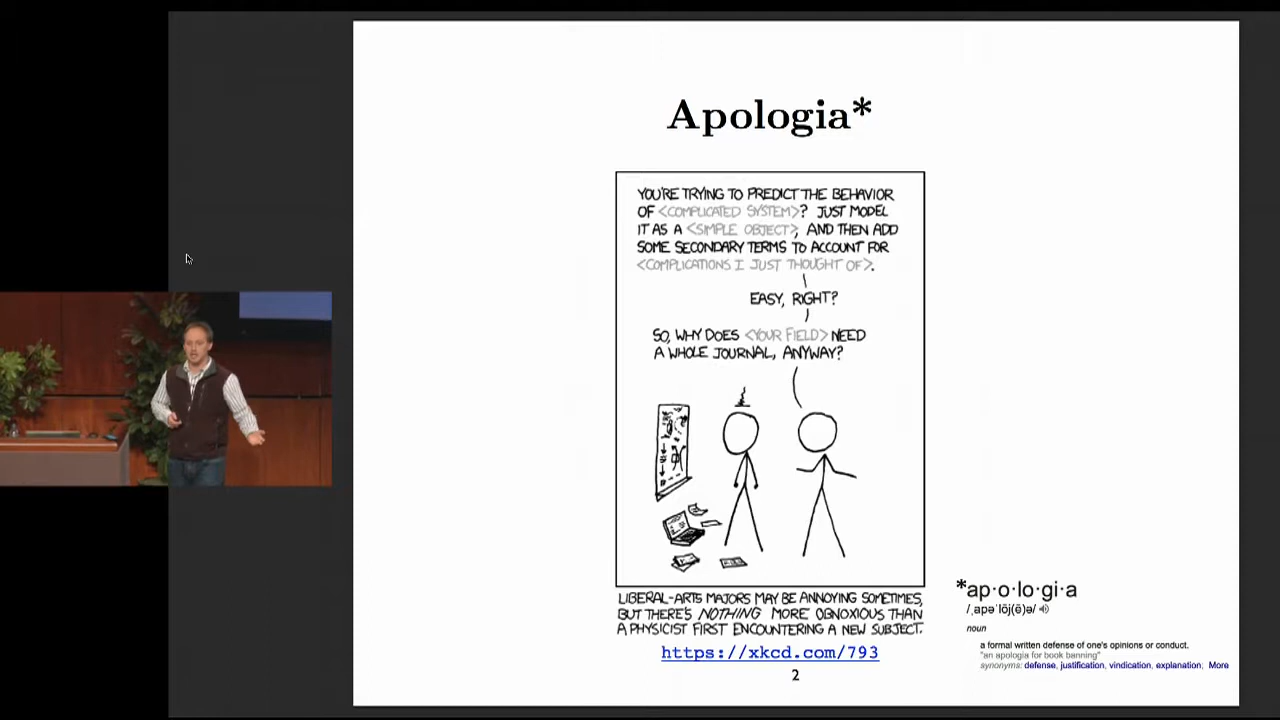 Apologia*
YOU'RE TRYING TO PREDICT THE BEHAVIOR
OF <COMPLICATED SYSTEM>? JUST MODEL
IT AS A <SIMPLE OBJECT>, AND THEN ADD
SOME SECONDARY TERMS TO ACCOUNT FOR
<COMPLICATIONS I JUST THOUGHT OF>.
EASY, RIGHT?
SO, WHY DOES <YOUR FIELD> NEED
A WHOLE JOURNAL, ANYWAY?
LIBERAL-ARTS MAJORS MAY BE ANNOYING SOMETIMES,
BUT THERE'S NOTHING MORE OBNOXIOUS THAN
A PHYSICIST FIRST ENCOUNTERING A NEW SUBJECT.
https://xkcd.com/793
2
*ap·o·lo·gi·a
/ˌapəˈlōj(ē)ə/
noun
a formal written defense of one's opinions or conduct.
"an apologia for book banning"
synonyms: defense, justification, vindication, explanation; More